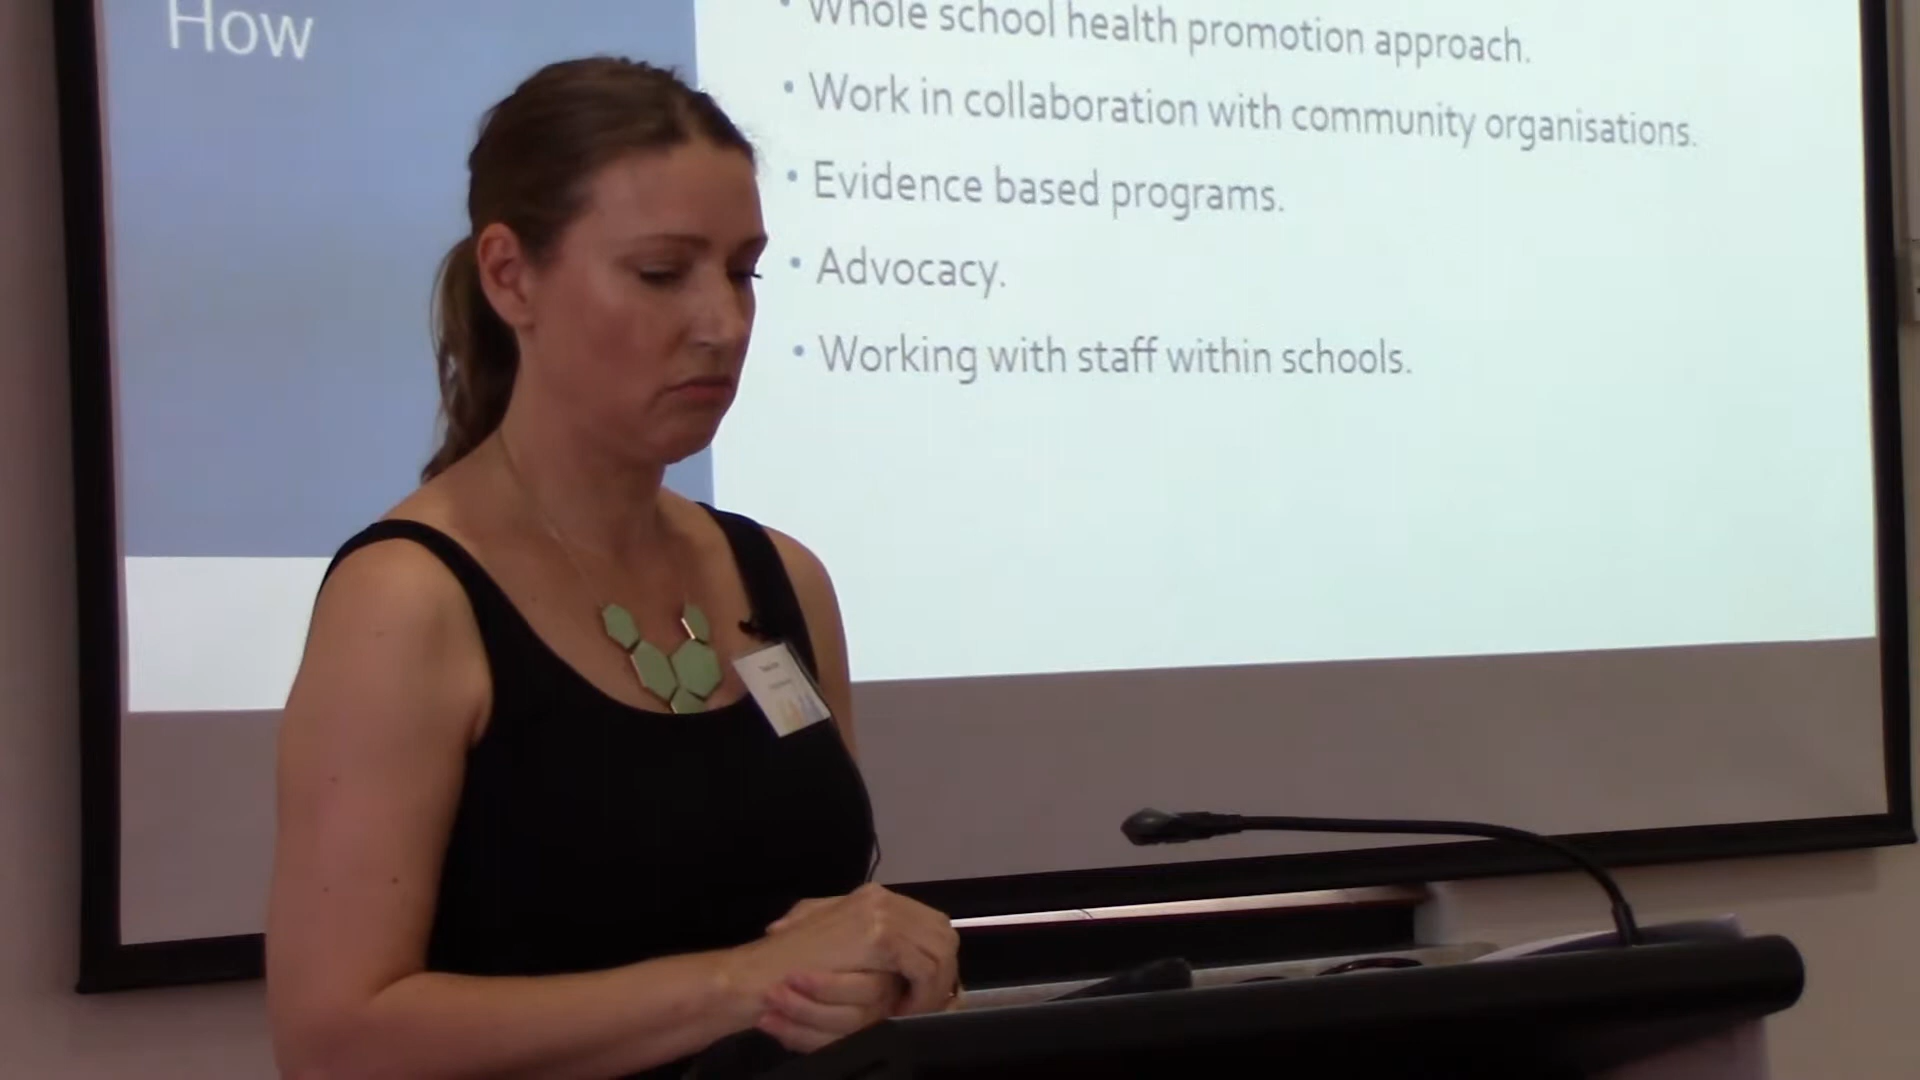 How
• Whole school health promotion approach.
• Work in collaboration with community organisations.
• Evidence based programs.
• Advocacy.
• Working with staff within schools.